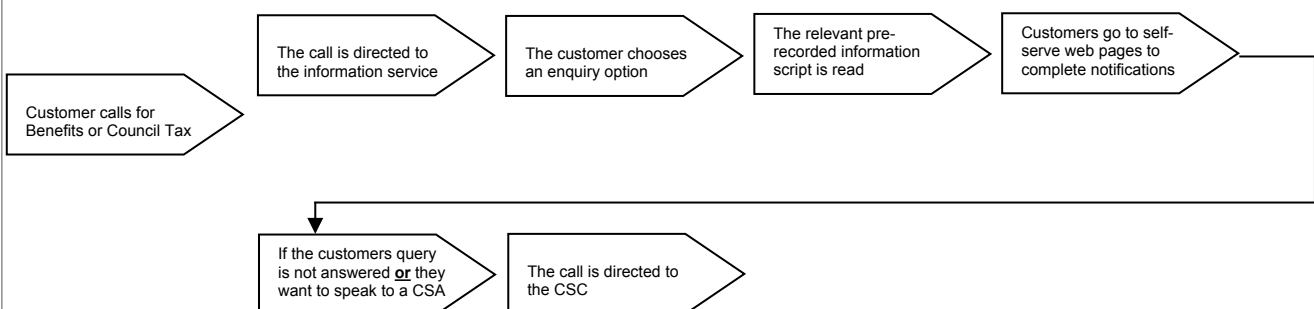 Customer calls for
Benefits or Council Tax
The call is directed to
the information service
The customer chooses
an enquiry option
The relevant pre-
recorded information
script is read
Customers go to self-
serve web pages to
complete notifications
If the customers query
is not answered or they
want to speak to a CSA
The call is directed to
the CSC